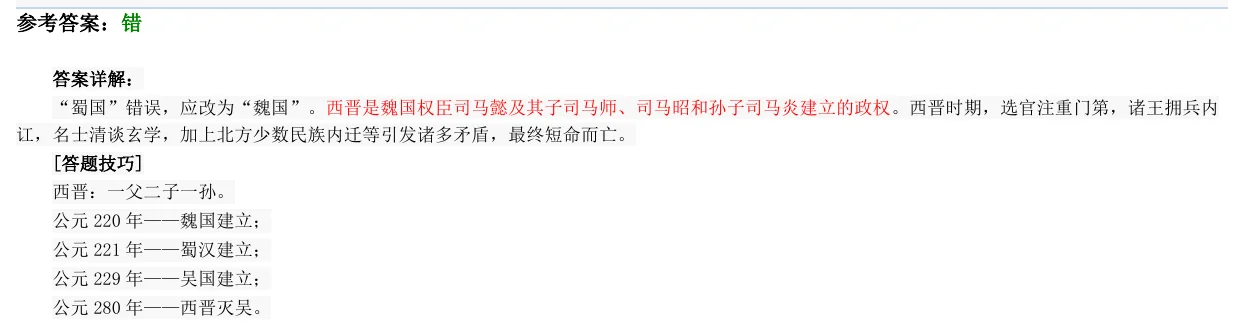 参考答案：错
答案详解：
“蜀国”错误，应改为“魏国”。西晋是魏国权臣司马懿及其子司马师、司马昭和孙子司马炎建立的政权。西晋时期，选官注重门第，诸王拥兵内
讧，名士清谈玄学，加上北方少数民族内迁等引发诸多矛盾，最终短命而亡。
[答题技巧]
西晋：一父二子一孙。
公元 220 年——魏国建立；
公元 221 年——蜀汉建立；
公元 229 年——吴国建立；
公元 280 年——西晋灭吴。